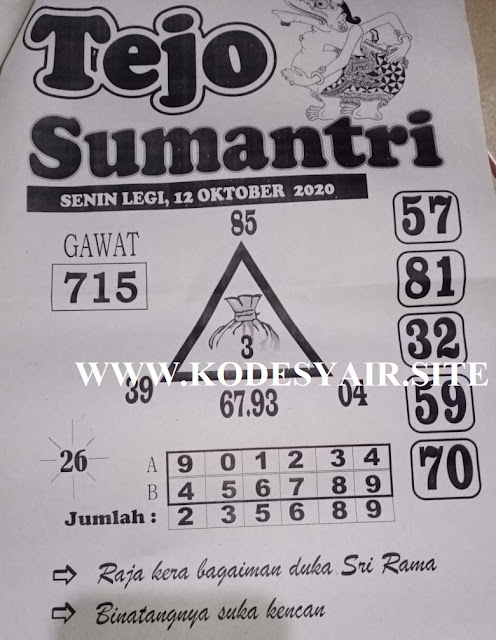 Tejo
Sumantri
SENIN LEGI, 12 OKTOBER 2020
GAWAT
715
85
3
39
67.93
04
57
81
32
59
70
WWW.KODESYAIR.SITE
26
A 9 0 1 2 3 4
B 4 5 6 7 8 9
Jumlah : 2 3 5 6 8 9
⇨ Raja kera bagaiman duka Sri Rama
⇨ Binatangnya suka kencan